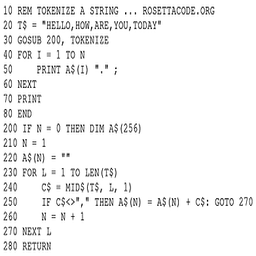 10 REM TOKENIZE A STRING ... ROSETTACODE.ORG
20 T$ = "HELLO,HOW,ARE,YOU,TODAY"
30 GOSUB 200, TOKENIZE
40 FOR I = 1 TO N
50     PRINT A$(I) "." ;
60 NEXT
70 PRINT
80 END
200 IF N = 0 THEN DIM A$(256)
210 N = 1
220 A$(N) = ""
230 FOR L = 1 TO LEN(T$)
240     C$ = MID$(T$, L, 1)
250     IF C$<>"," THEN A$(N) = A$(N) + C$: GOTO 270
260     N = N + 1
270 NEXT L
280 RETURN